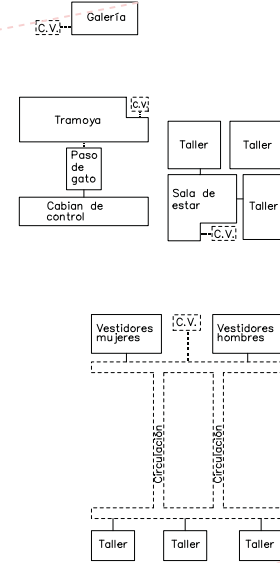 Galería
C.V.
C.V.
Tramoya
Taller
Taller
Paso
de
gato
Sala de
estar
Taller
Cabian de
control
C.V.
Vestidores
mujeres
C.V.
Vestidores
hombres
Circulación
Circulación
Taller
Taller
Taller